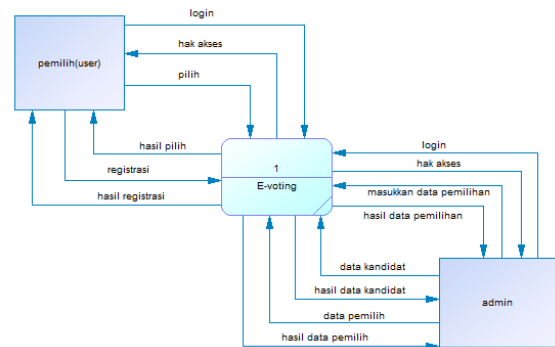 login
hak akses
pemilih(user)
pilih
hasil pilih
registrasi
hasil registrasi
1
E-voting
login
hak akses
masukkan data pemilihan
hasil data pemilihan
data kandidat
hasil data kandidat
admin
data pemilih
hasil data pemilih